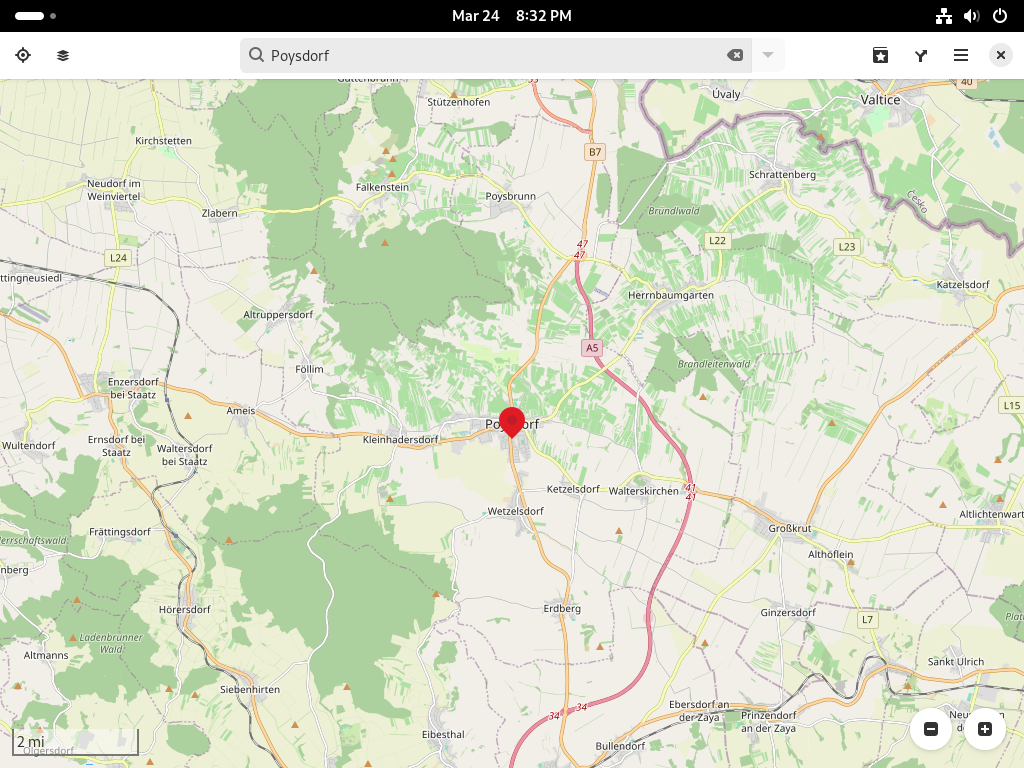 Mar 24 8:32 PM
Poysdorf
40
Úvaly
Valtice
Stützenhofen
Kirchstetten
B7
Schrattenberg
Neudorf im
Weinviertel
Falkenstein
Poysbrunn
Česko
Zlabern
Bründlwald
L22
L23
47
47
L24
ttingneusiedl
Katzelsdorf
Herrnbaumgarten
Altruppersdorf
A5
Brandleitenwald
Föllim
Enzersdorf
bei Staatz
L15
Ameis
Poysdorf
Kleinhadersdorf
Ernsdorf bei
Staatz
Wultendorf
Waltersdorf
bei Staatz
Ketzelsdorf
Walterskirchen
41
41
Wetzelsdorf
Altlichtenwart
Großkrut
Frättingsdorf
Althöflein
nberg
Erdberg
Hörersdorf
Ginzersdorf
L7
Ladenbrunner
Wald
Altmanns
Sankt Ulrich
Siebenhirten
Ebersdorf an
der Zaya
34
34
Prinzendorf
an der Zaya
Eibesthal
2 mi
Bullendorf